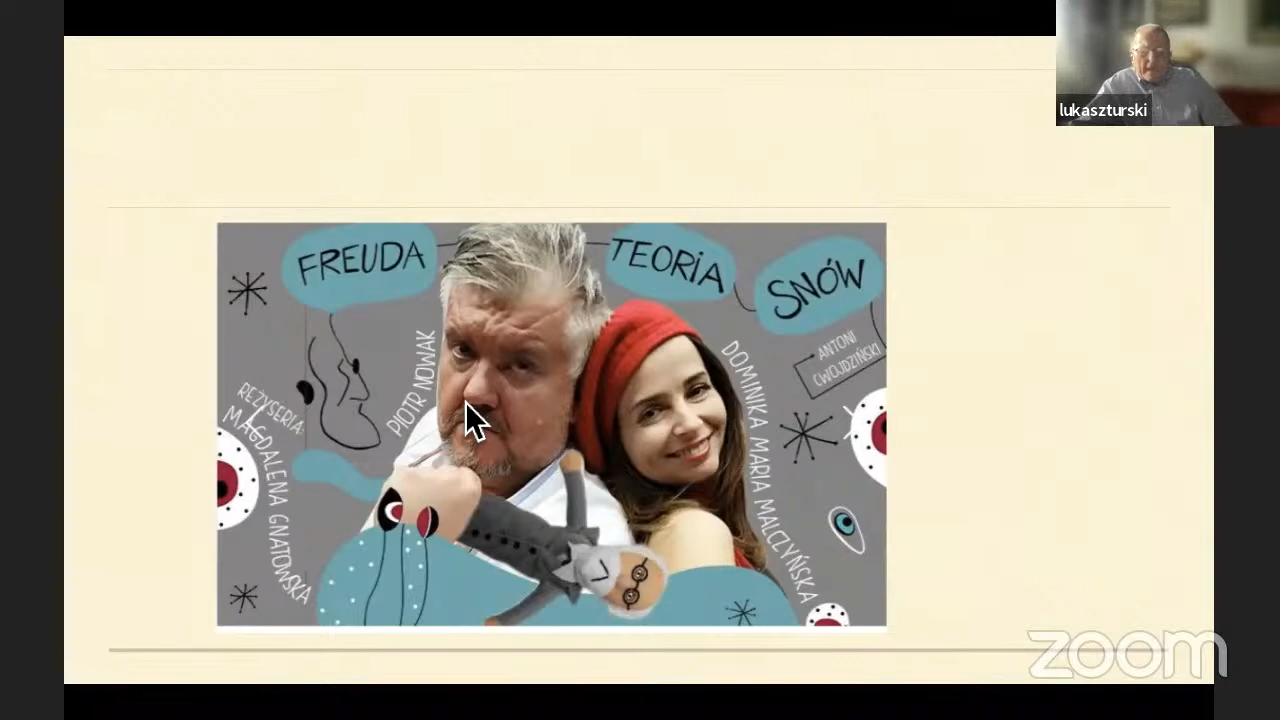 lukaszturski
FREUDA
TEORiA
SNÓW
ANTONI
CWOJDZIŃSKI
PIOTR NOWAK
REŻYSERIA:
MAGDALENA GNATOWSKA
DOMINIKA MARIA MALCZYŃSKA
zoom